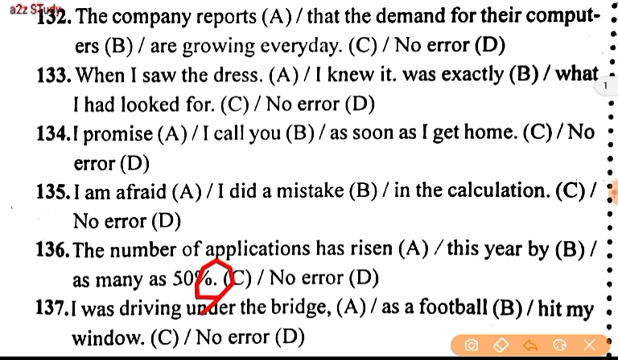 a2z STudy
132. The company reports (A) / that the demand for their comput-
ers (B) / are growing everyday. (C) / No error (D)
133. When I saw the dress. (A) / I knew it. was exactly (B) / what
I had looked for. (C) / No error (D)
134. I promise (A) / I call you (B) / as soon as I get home. (C) / No
error (D)
135. I am afraid (A) / I did a mistake (B) / in the calculation. (C) /
No error (D)
136. The number of applications has risen (A) / this year by (B) /
as many as 50%. (C) / No error (D)
137. I was driving under the bridge, (A) / as a football (B) / hit my
window. (C) / No error (D)
1